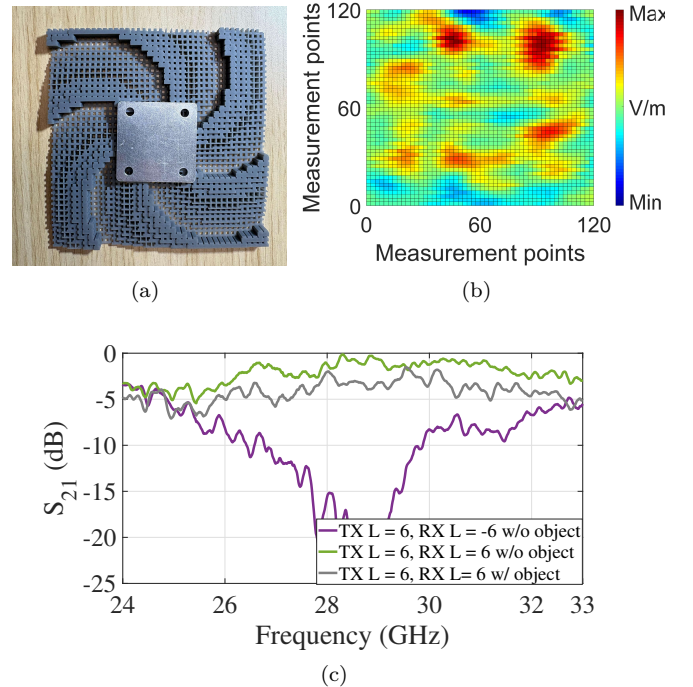 120
60
0
Measurement points
0
60
120
Measurement points
Max
V/m
Min
(a)
(b)
0
-5
-10
-15
-20
-25
S21 (dB)
TX L = 6, RX L = -6 w/o object
TX L = 6, RX L = 6 w/o object
TX L = 6, RX L= 6 w/ object
24
26
28
30
32
33
Frequency (GHz)
(c)